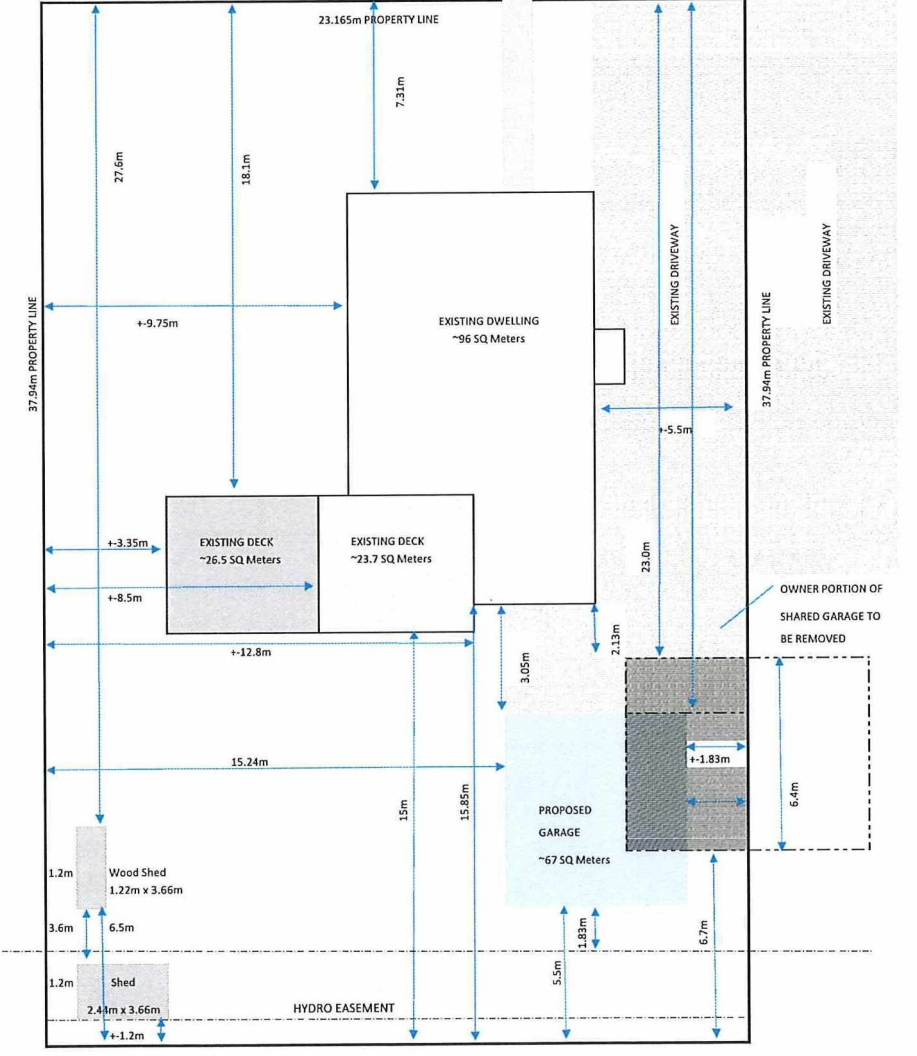 23.165m PROPERTY LINE
7.31m
27.6m
18.1m
EXISTING DRIVEWAY
EXISTING DRIVEWAY
37.94m PROPERTY LINE
37.94m PROPERTY LINE
+-9.75m
EXISTING DWELLING
~96 SQ Meters
+-5.5m
+-3.35m
EXISTING DECK
~26.5 SQ Meters
EXISTING DECK
~23.7 SQ Meters
23.0m
+-8.5m
OWNER PORTION OF
SHARED GARAGE TO
BE REMOVED
+-12.8m
3.05m
2.13m
15.24m
+-1.83m
15m
15.85m
6.4m
PROPOSED
GARAGE
~67 SQ Meters
1.2m
Wood Shed
1.22m x 3.66m
3.6m
6.5m
1.83m
6.7m
5.5m
1.2m
Shed
2.44m x 3.66m
HYDRO EASEMENT
+-1.2m